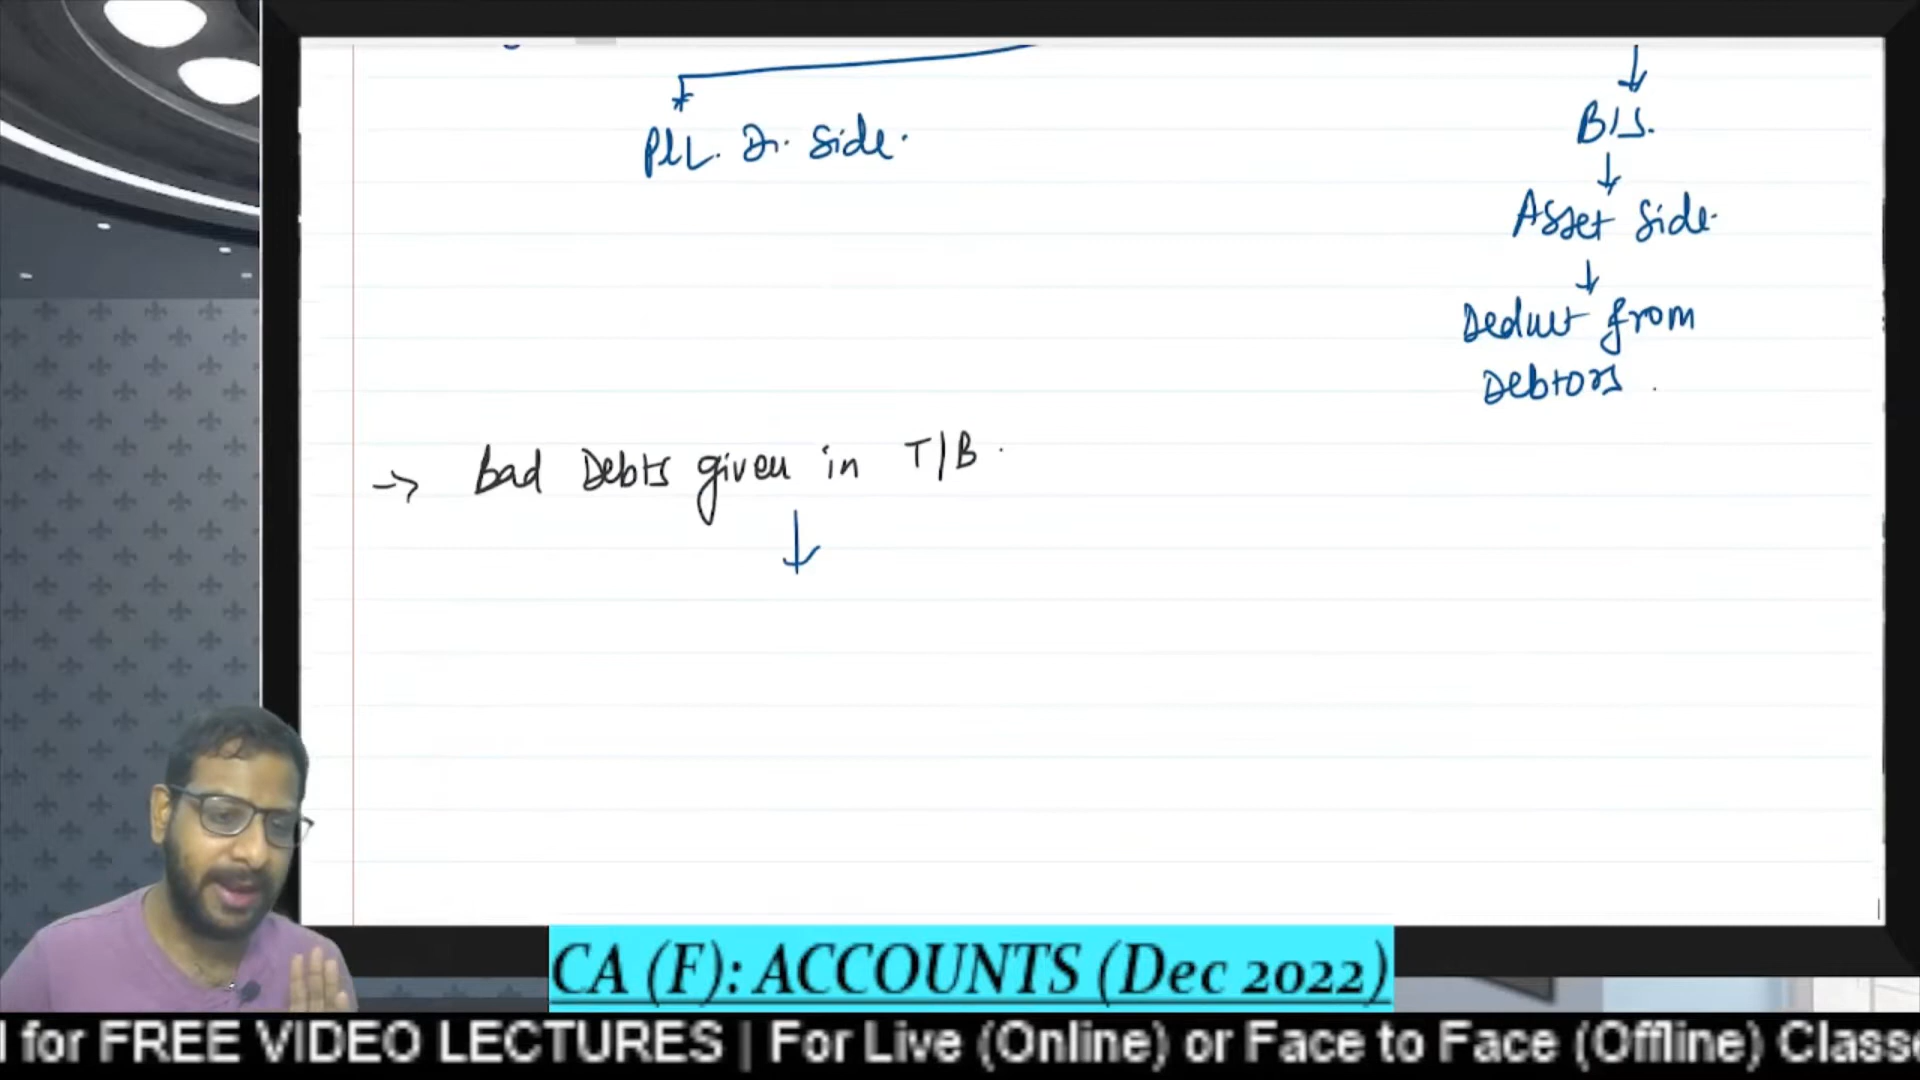 P/L. Dr. Side.
B/S.
Asset Side.
Deduct from
Debtors.
→ Bad Debts given in T/B.
CA (F): ACCOUNTS (Dec 2022)
for FREE VIDEO LECTURES | For Live (Online) or Face to Face (Offline) Classe